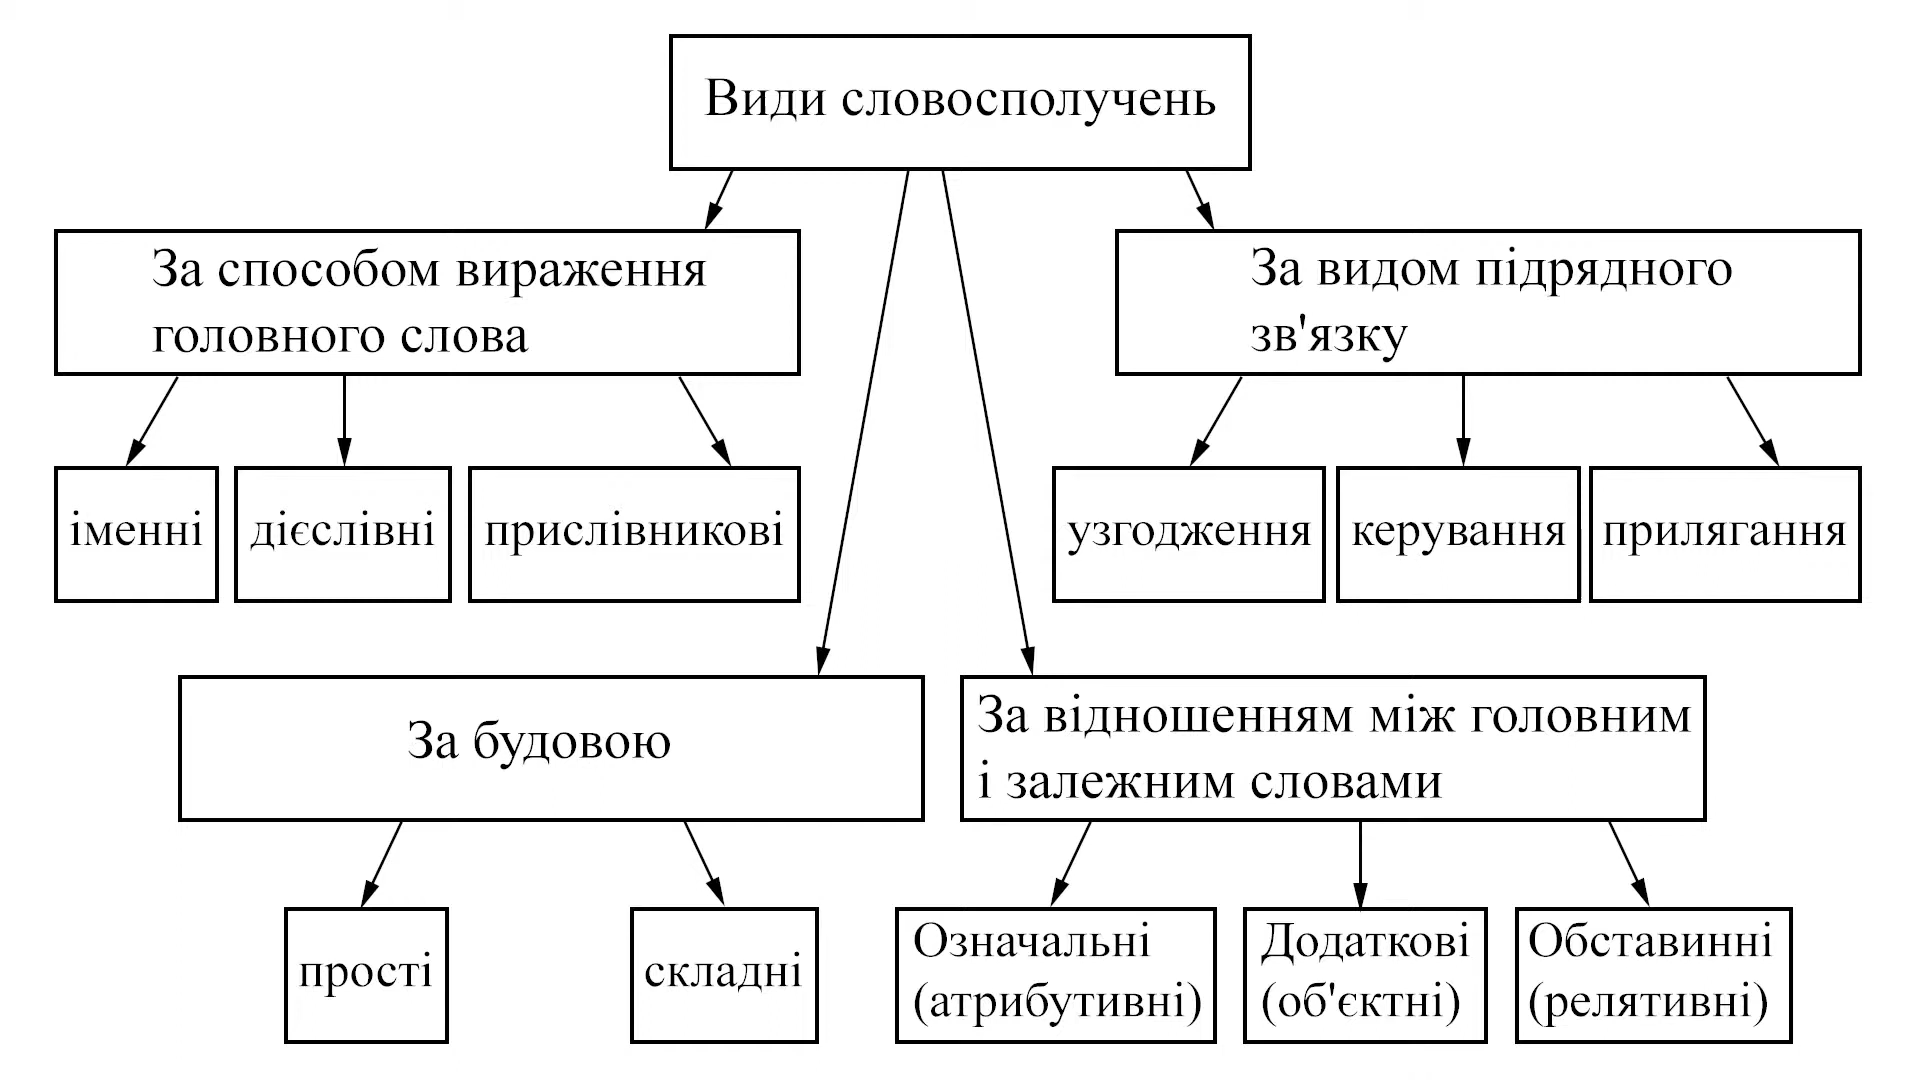 Види словосполучень
За способом вираження
головного слова
За видом підрядного
зв'язку
іменні
дієслівні
прислівникові
узгодження
керування
прилягання
За будовою
За відношенням між головним
і залежним словами
прості
складні
Означальні
(атрибутивні)
Додаткові
(об'єктні)
Обставинні
(релятивні)